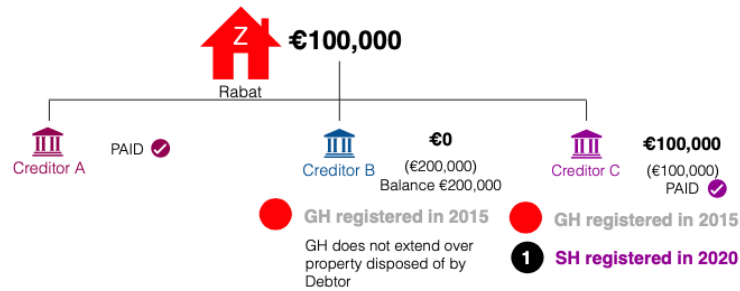 Z
€100,000
Rabat
Creditor A
PAID
Creditor B
€0
(€200,000)
Balance €200,000
GH registered in 2015
GH does not extend over
property disposed of by
Debtor
Creditor C
€100,000
(€100,000)
PAID
GH registered in 2015
1
SH registered in 2020